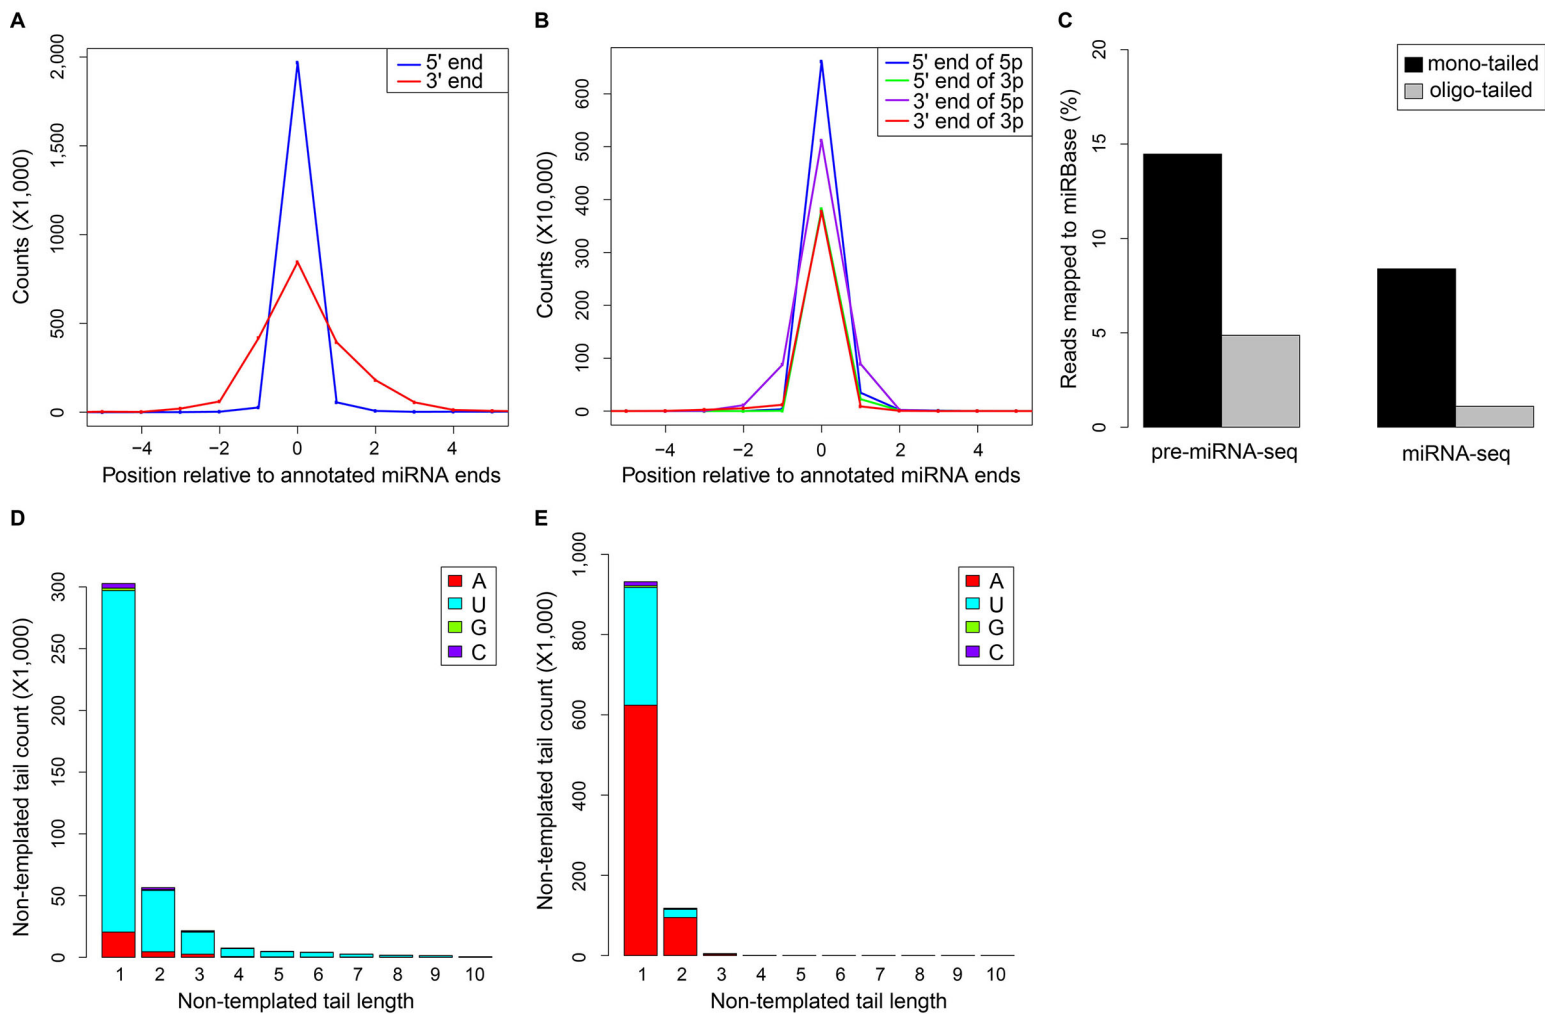 A
2,000
1,500
1000
500
0
Counts (X1,000)
5' end
3' end
−4
−2
0
2
4
Position relative to annotated miRNA ends
B
600
500
400
300
200
100
0
Counts (X10,000)
5' end of 5p
5' end of 3p
3' end of 5p
3' end of 3p
−4
−2
0
2
4
Position relative to annotated miRNA ends
C
20
15
10
5
0
Reads mapped to miRBase (%)
mono-tailed
oligo-tailed
pre-miRNA-seq
miRNA-seq
D
300
250
200
150
100
50
0
Non-templated tail count (X1,000)
A
U
G
C
1 2 3 4 5 6 7 8 9 10
Non-templated tail length
E
1,000
800
600
400
200
0
Non-templated tail count (X1,000)
A
U
G
C
1 2 3 4 5 6 7 8 9 10
Non-templated tail length